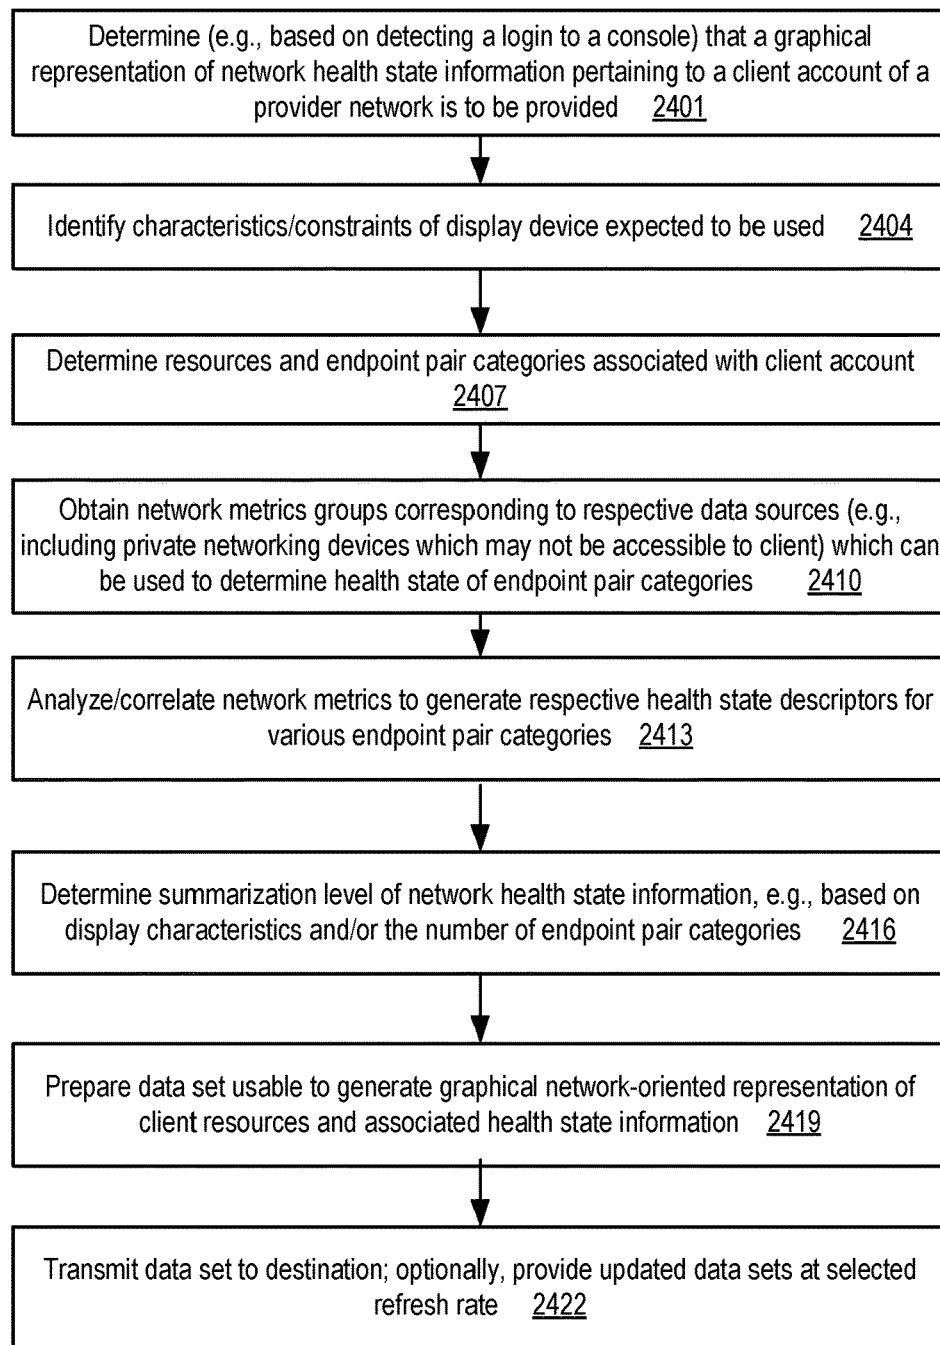 Determine (e.g., based on detecting a login to a console) that a graphical
representation of network health state information pertaining to a client account of a
provider network is to be provided 2401
Identify characteristics/constraints of display device expected to be used 2404
Determine resources and endpoint pair categories associated with client account
2407
Obtain network metrics groups corresponding to respective data sources (e.g.,
including private networking devices which may not be accessible to client) which can
be used to determine health state of endpoint pair categories 2410
Analyze/correlate network metrics to generate respective health state descriptors for
various endpoint pair categories 2413
Determine summarization level of network health state information, e.g., based on
display characteristics and/or the number of endpoint pair categories 2416
Prepare data set usable to generate graphical network-oriented representation of
client resources and associated health state information 2419
Transmit data set to destination; optionally, provide updated data sets at selected
refresh rate 2422